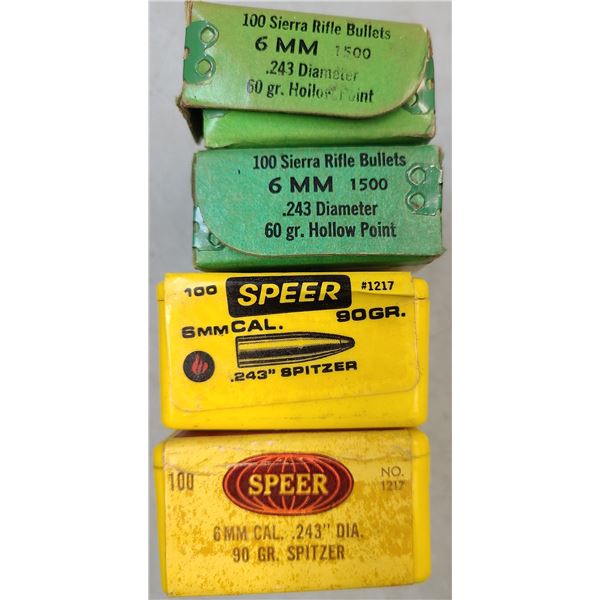 100 Sierra Rifle Bullets
6 MM 1500
.243 Diameter
60 gr. Hollow Point
100 Sierra Rifle Bullets
6 MM 1500
.243 Diameter
60 gr. Hollow Point
100 SPEER #1217
6MM CAL. 90 GR.
.243" SPITZER
100 SPEER NO.
1217
6MM CAL. .243" DIA.
90 GR. SPITZER